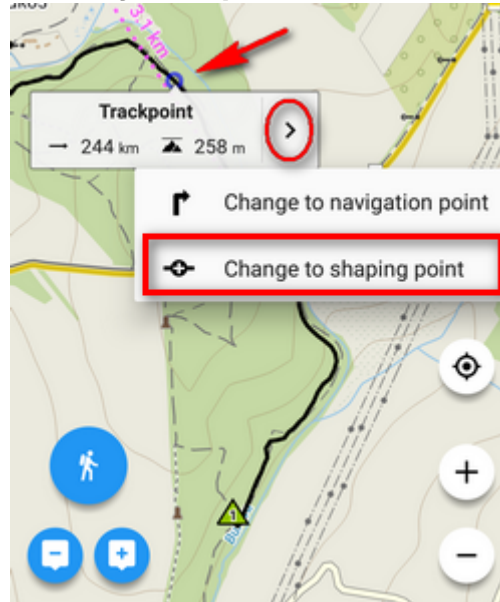 3.1 km
Trackpoint
244 km 258 m
Change to navigation point
Change to shaping point
1